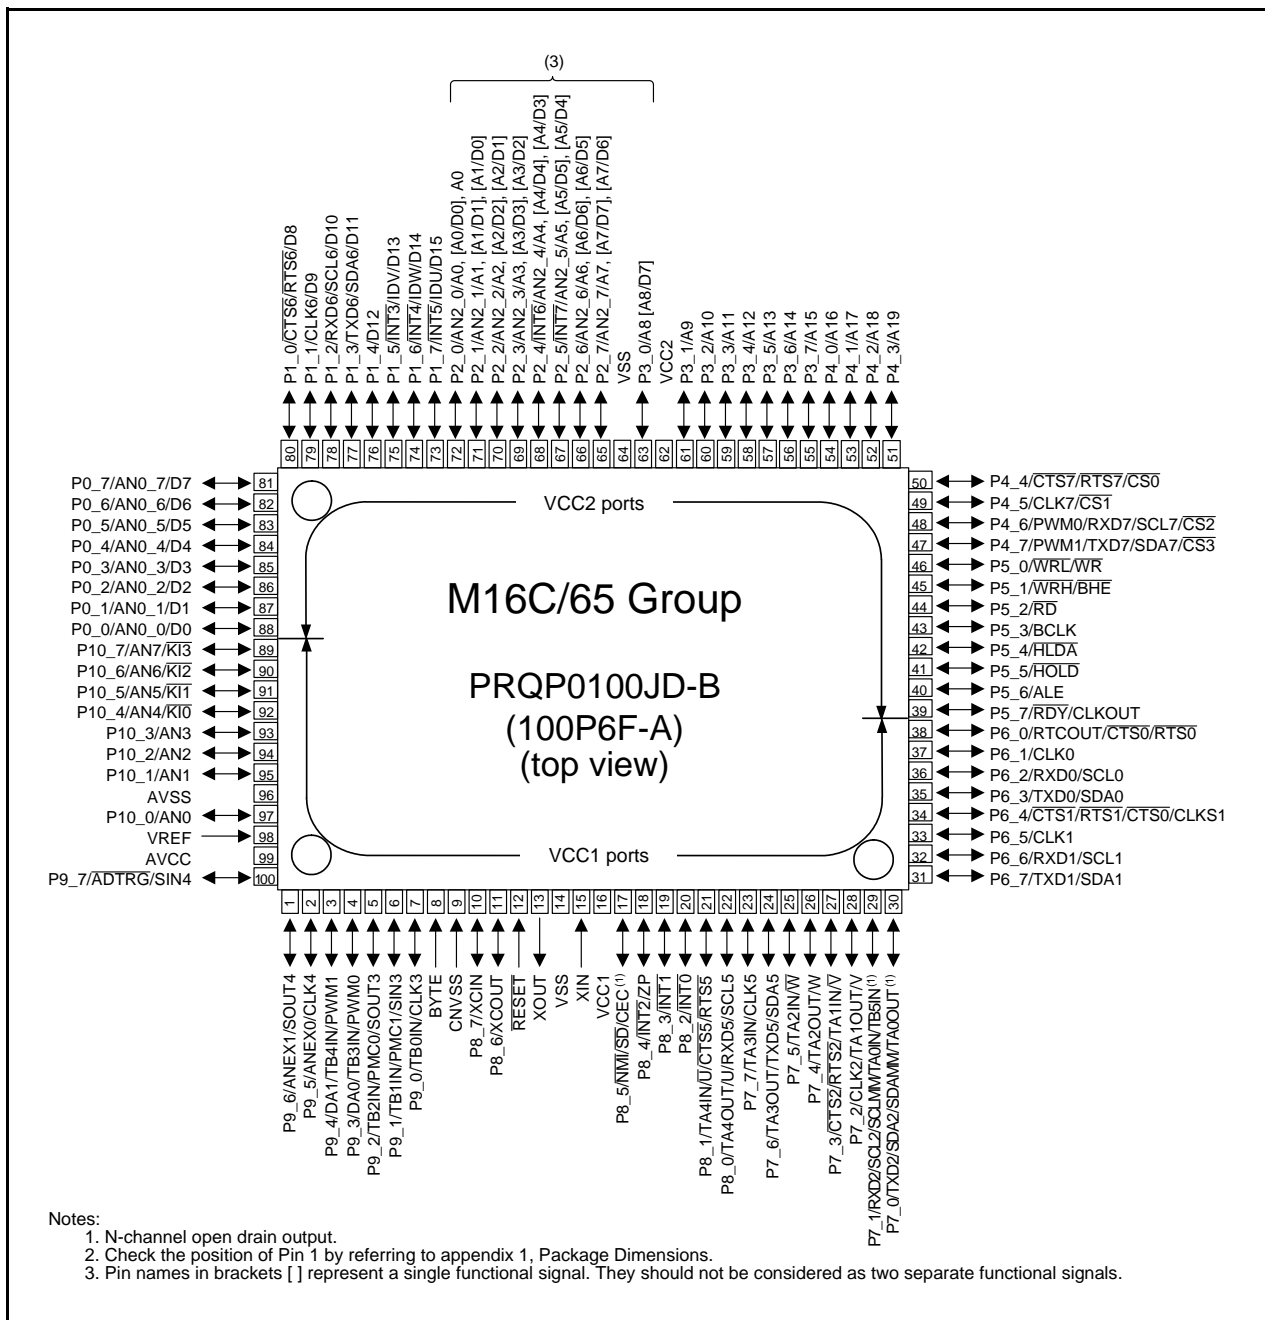 (3)
P1_0/CTS6/RTS6/D8
P1_1/CLK6/D9
P1_2/RXD6/SCL6/D10
P1_3/TXD6/SDA6/D11
P1_4/D12
P1_5/INT3/IDV/D13
P1_6/INT4/IDW/D14
P1_7/INT5/IDU/D15
P2_0/AN2_0/A0, [A0/D0], A0
P2_1/AN2_1/A1, [A1/D1], [A1/D0]
P2_2/AN2_2/A2, [A2/D2], [A2/D1]
P2_3/AN2_3/A3, [A3/D3], [A3/D2]
P2_4/INT6/AN2_4/A4, [A4/D4], [A4/D3]
P2_5/INT7/AN2_5/A5, [A5/D5], [A5/D4]
P2_6/AN2_6/A6, [A6/D6], [A6/D5]
P2_7/AN2_7/A7, [A7/D7], [A7/D6]
VSS
P3_0/A8 [A8/D7]
VCC2
P3_1/A9
P3_2/A10
P3_3/A11
P3_4/A12
P3_5/A13
P3_6/A14
P3_7/A15
P4_0/A16
P4_1/A17
P4_2/A18
P4_3/A19
80 79 78 77 76 75 74 73 72 71 70 69 68 67 66 65 64 63 62 61 60 59 58 57 56 55 54 53 52 51
P0_7/AN0_7/D7 81
P0_6/AN0_6/D6 82
P0_5/AN0_5/D5 83
P0_4/AN0_4/D4 84
P0_3/AN0_3/D3 85
P0_2/AN0_2/D2 86
P0_1/AN0_1/D1 87
P0_0/AN0_0/D0 88
P10_7/AN7/KI3 89
P10_6/AN6/KI2 90
P10_5/AN5/KI1 91
P10_4/AN4/KI0 92
P10_3/AN3 93
P10_2/AN2 94
P10_1/AN1 95
AVSS 96
P10_0/AN0 97
VREF 98
AVCC 99
P9_7/ADTRG/SIN4 100
VCC2 ports
M16C/65 Group
PRQP0100JD-B
(100P6F-A)
(top view)
VCC1 ports
50 P4_4/CTS7/RTS7/CS0
49 P4_5/CLK7/CS1
48 P4_6/PWM0/RXD7/SCL7/CS2
47 P4_7/PWM1/TXD7/SDA7/CS3
46 P5_0/WRL/WR
45 P5_1/WRH/BHE
44 P5_2/RD
43 P5_3/BCLK
42 P5_4/HLDA
41 P5_5/HOLD
40 P5_6/ALE
39 P5_7/RDY/CLKOUT
38 P6_0/RTCOUT/CTS0/RTS0
37 P6_1/CLK0
36 P6_2/RXD0/SCL0
35 P6_3/TXD0/SDA0
34 P6_4/CTS1/RTS1/CTS0/CLKS1
33 P6_5/CLK1
32 P6_6/RXD1/SCL1
31 P6_7/TXD1/SDA1
1 2 3 4 5 6 7 8 9 10 11 12 13 14 15 16 17 18 19 20 21 22 23 24 25 26 27 28 29 30
P9_6/ANEX1/SOUT4
P9_5/ANEX0/CLK4
P9_4/DA1/TB4IN/PWM1
P9_3/DA0/TB3IN/PWM0
P9_2/TB2IN/PMC0/SOUT3
P9_1/TB1IN/PMC1/SIN3
P9_0/TB0IN/CLK3
BYTE
CNVSS
P8_7/XCIN
P8_6/XCOUT
RESET
XOUT
VSS
XIN
VCC1
P8_5/NMI/SD/CEC(1)
P8_4/INT2/ZP
P8_3/INT1
P8_2/INT0
P8_1/TA4IN/U/CTS5/RTS5
P8_0/TA4OUT/U/RXD5/SCL5
P7_7/TA3IN/CLK5
P7_6/TA3OUT/TXD5/SDA5
P7_5/TA2IN/W
P7_4/TA2OUT/W
P7_3/CTS2/RTS2/TA1IN/V
P7_2/CLK2/TA1OUT/V
P7_1/RXD2/SCL2/SCLMM/TA0IN/TB5IN(1)
P7_0/TXD2/SDA2/SDAMM/TA0OUT(1)
Notes:
1. N-channel open drain output.
2. Check the position of Pin 1 by referring to appendix 1, Package Dimensions.
3. Pin names in brackets [ ] represent a single functional signal. They should not be considered as two separate functional signals.